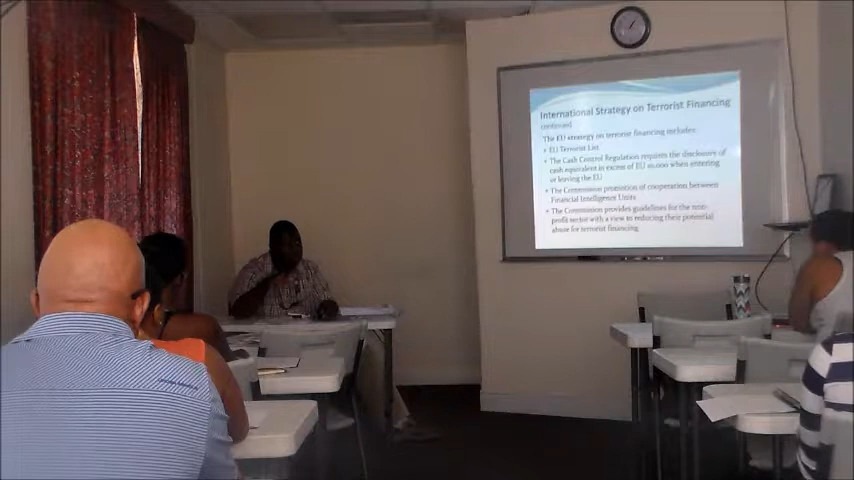 International Strategy on Terrorist Financing
continued
The EU strategy on terrorist financing includes:
• EU Terrorist List
• The Cash Control Regulation requires the disclosure of
cash equivalent in excess of EU 10,000 when entering
or leaving the EU
• The Commission promotion of cooperation between
Financial Intelligence Units
• The Commission provides guidelines for the non-
profit sector with a view to reducing their potential
abuse for terrorist financing